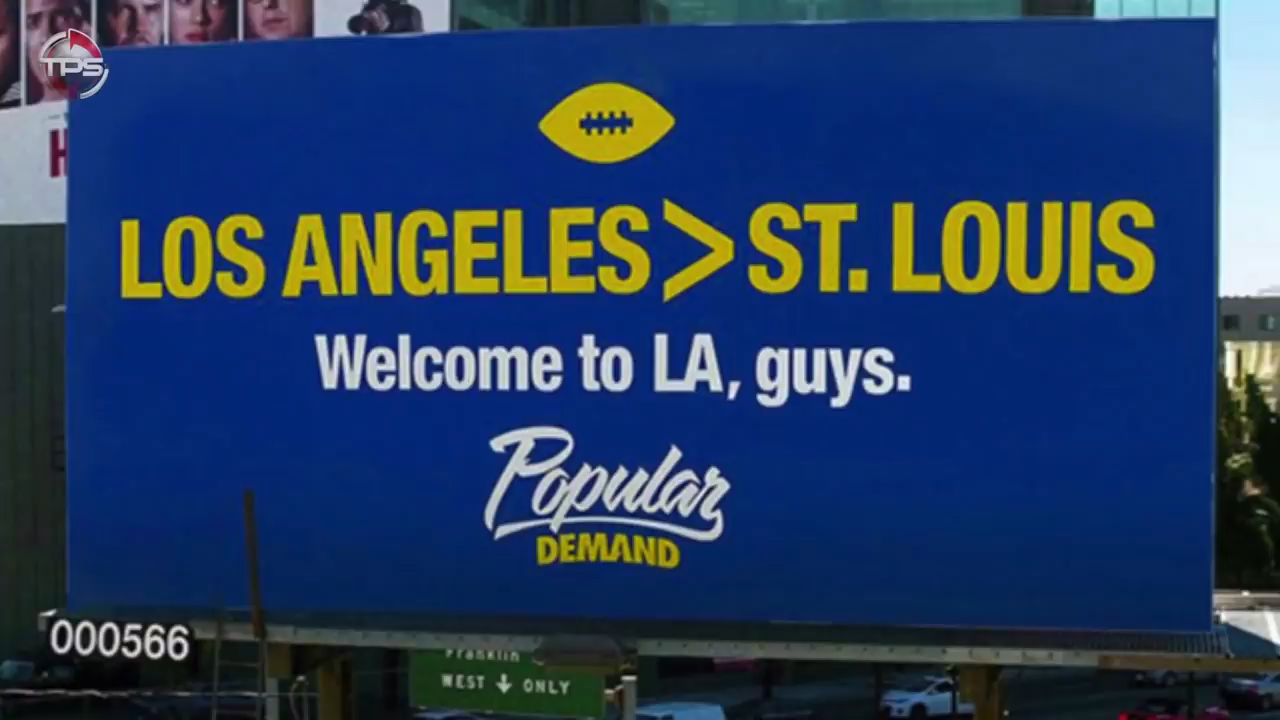 TPS
H
LOS ANGELES>ST. LOUIS
Welcome to LA, guys.
Popular
DEMAND
000566
Franklin
WEST ↓ ONLY